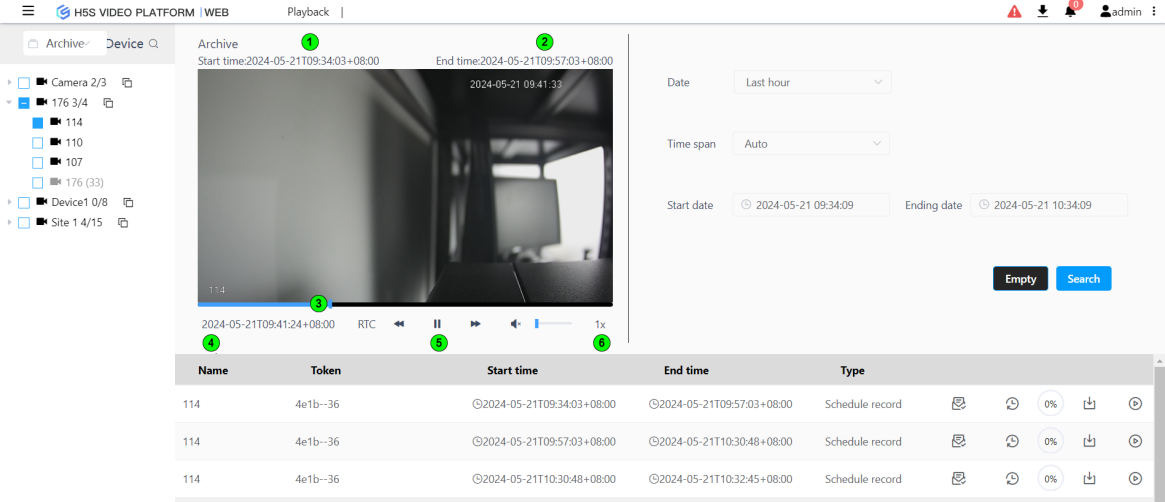 H5S VIDEO PLATFORM | WEB Playback | 0 admin
Archive Device
Camera 2/3
176 3/4
114
110
107
176 (33)
Device1 0/8
Site 1 4/15
Archive 1 2
Start time:2024-05-21T09:34:03+08:00 End time:2024-05-21T09:57:03+08:00
2024-05-21 09:41:33
114
3
2024-05-21T09:41:24+08:00 RTC 1x
4 5 6
Date Last hour
Time span Auto
Start date 2024-05-21 09:34:09 Ending date 2024-05-21 10:34:09
Empty Search
Name Token Start time End time Type
114 4e1b--36 2024-05-21T09:34:03+08:00 2024-05-21T09:57:03+08:00 Schedule record 0%
114 4e1b--36 2024-05-21T09:57:03+08:00 2024-05-21T10:30:48+08:00 Schedule record 0%
114 4e1b--36 2024-05-21T10:30:48+08:00 2024-05-21T10:32:45+08:00 Schedule record 0%